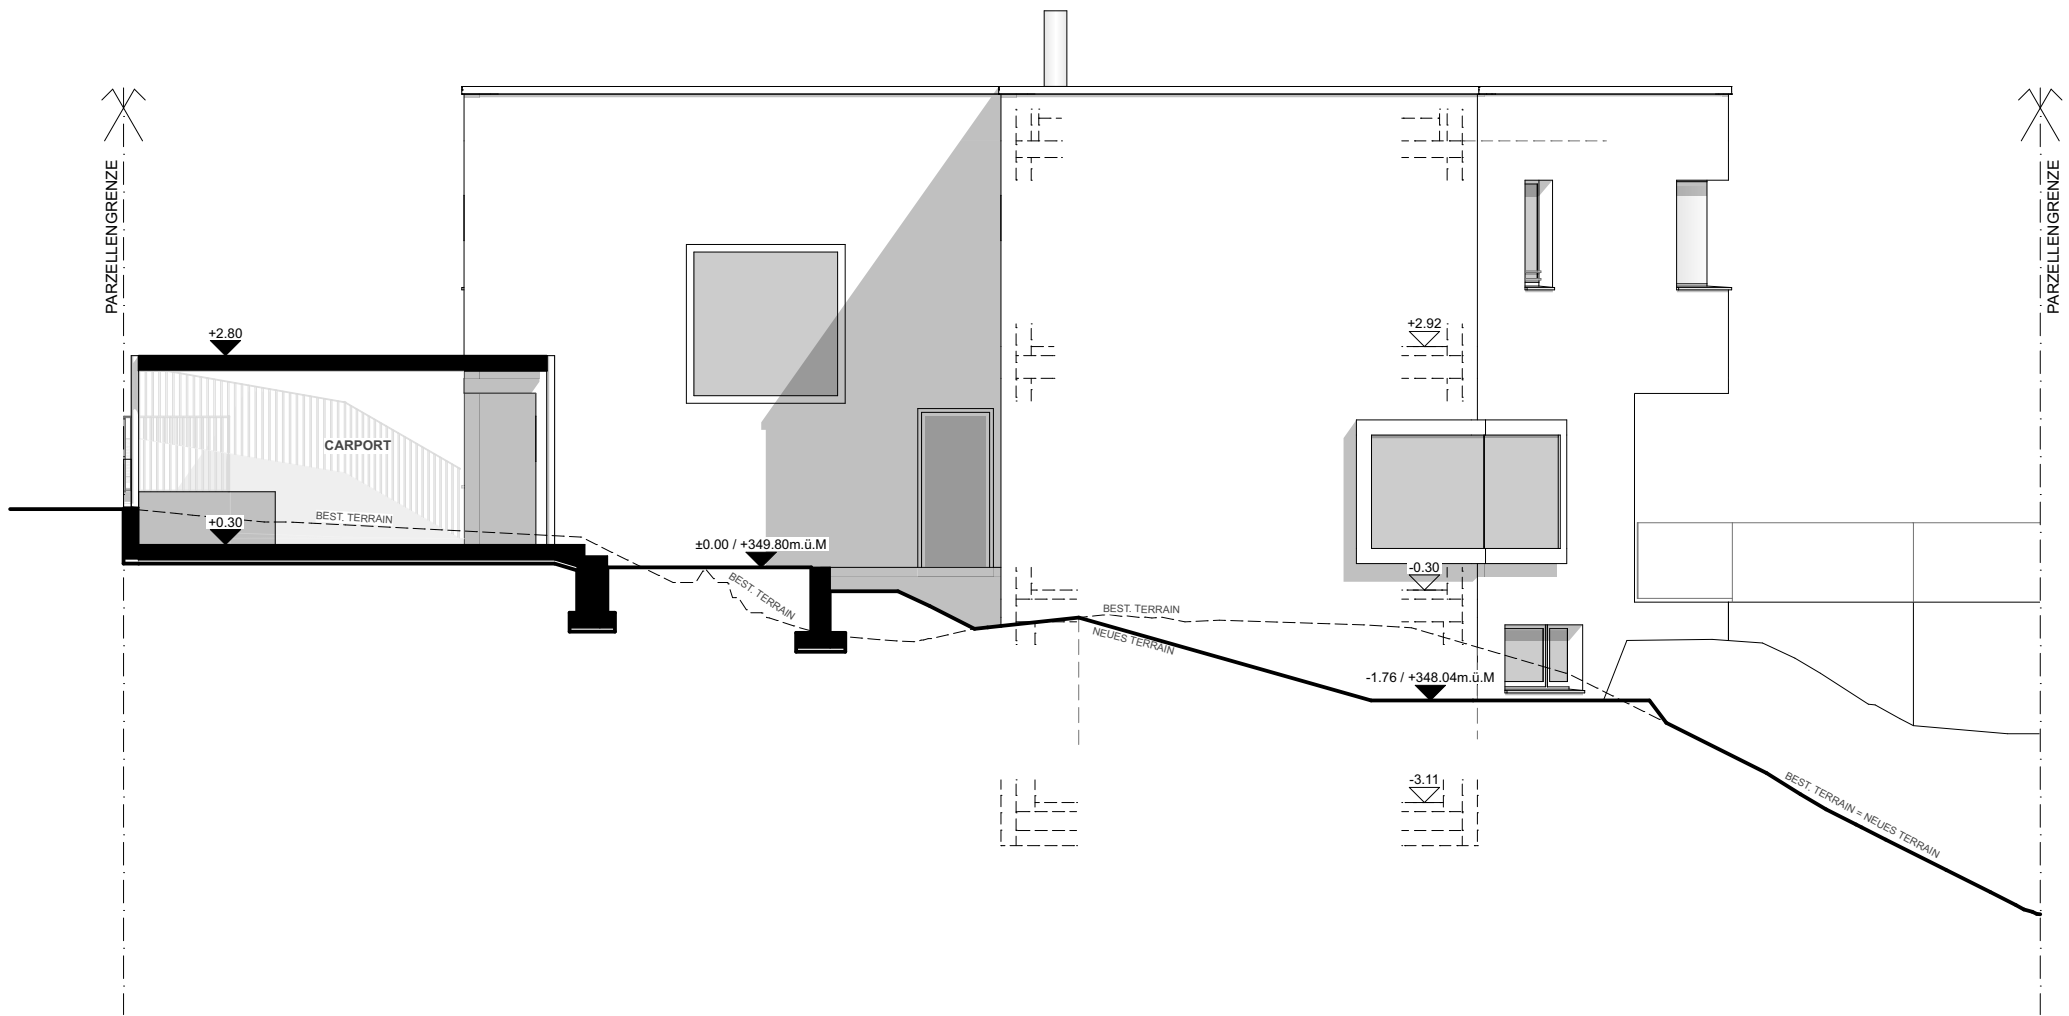 PARZELLENGRENZE
PARZELLENGRENZE
+2.80
+2.92
CARPORT
BEST. TERRAIN
+0.30
±0.00 / +349.80m.ü.M
BEST. TERRAIN
-0.30
BEST. TERRAIN
NEUES TERRAIN
-1.76 / +348.04m.ü.M
-3.11
BEST. TERRAIN = NEUES TERRAIN